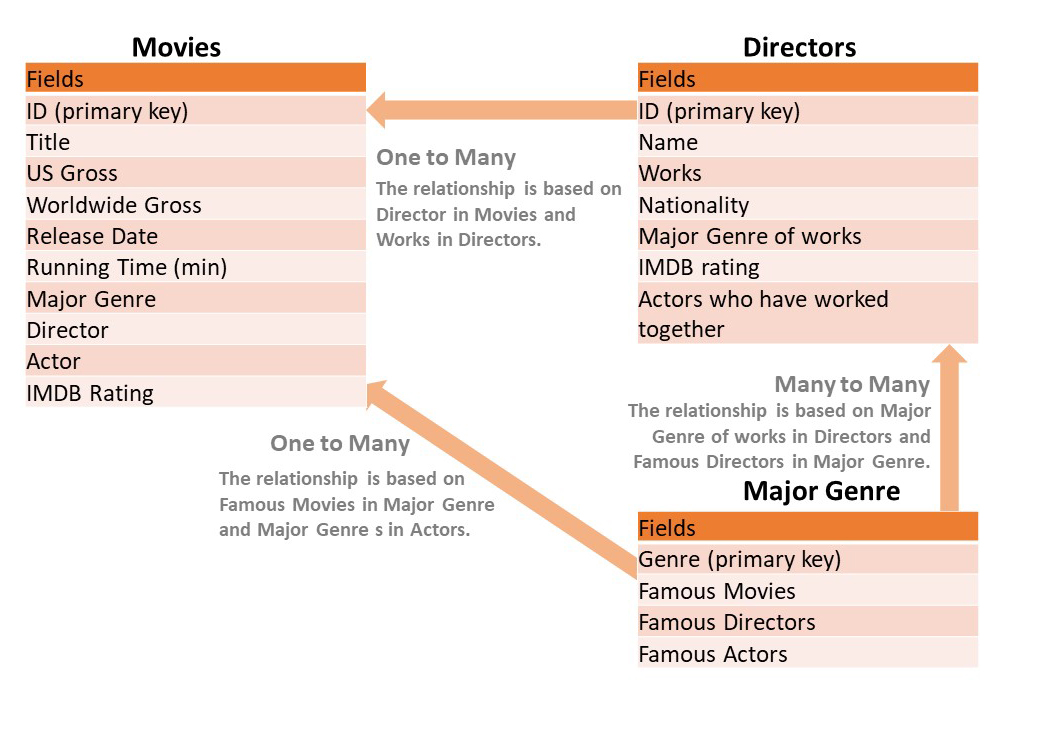 Movies
Fields
ID (primary key)
Title
US Gross
Worldwide Gross
Release Date
Running Time (min)
Major Genre
Director
Actor
IMDB Rating
One to Many
The relationship is based on
Director in Movies and
Works in Directors.
Directors
Fields
ID (primary key)
Name
Works
Nationality
Major Genre of works
IMDB rating
Actors who have worked
together
One to Many
The relationship is based on
Famous Movies in Major Genre
and Major Genre s in Actors.
Many to Many
The relationship is based on Major
Genre of works in Directors and
Famous Directors in Major Genre.
Major Genre
Fields
Genre (primary key)
Famous Movies
Famous Directors
Famous Actors